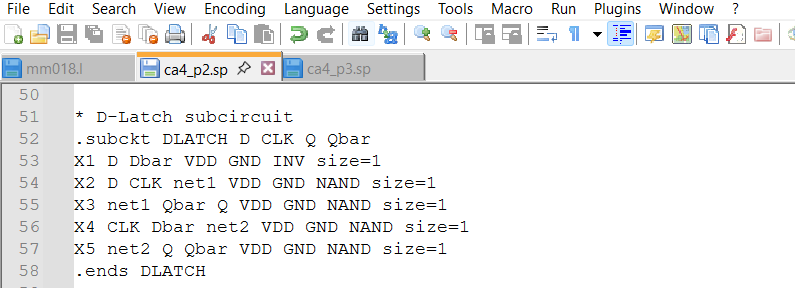 File Search View Encoding Language Settings Tools Macro Run Plugins Window ?
mm018.l ca4_p2.sp ca4_p3.sp
50
51 * D-Latch subcircuit
52 .subckt DLATCH D CLK Q Qbar
53 X1 D Dbar VDD GND INV size=1
54 X2 D CLK net1 VDD GND NAND size=1
55 X3 net1 Qbar Q VDD GND NAND size=1
56 X4 CLK Dbar net2 VDD GND NAND size=1
57 X5 net2 Q Qbar VDD GND NAND size=1
58 .ends DLATCH